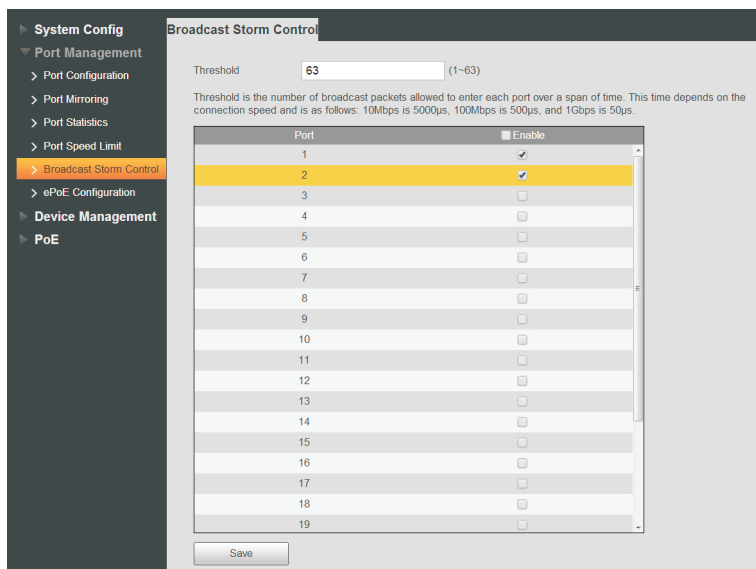 System Config
Port Management
Port Configuration
Port Mirroring
Port Statistics
Port Speed Limit
Broadcast Storm Control
ePoE Configuration
Device Management
PoE
Broadcast Storm Control
Threshold 63 (1~63)
Threshold is the number of broadcast packets allowed to enter each port over a span of time. This time depends on the
connection speed and is as follows: 10Mbps is 5000µs, 100Mbps is 500µs, and 1Gbps is 50µs.
Port Enable
1
2
3
4
5
6
7
8
9
10
11
12
13
14
15
16
17
18
19
Save